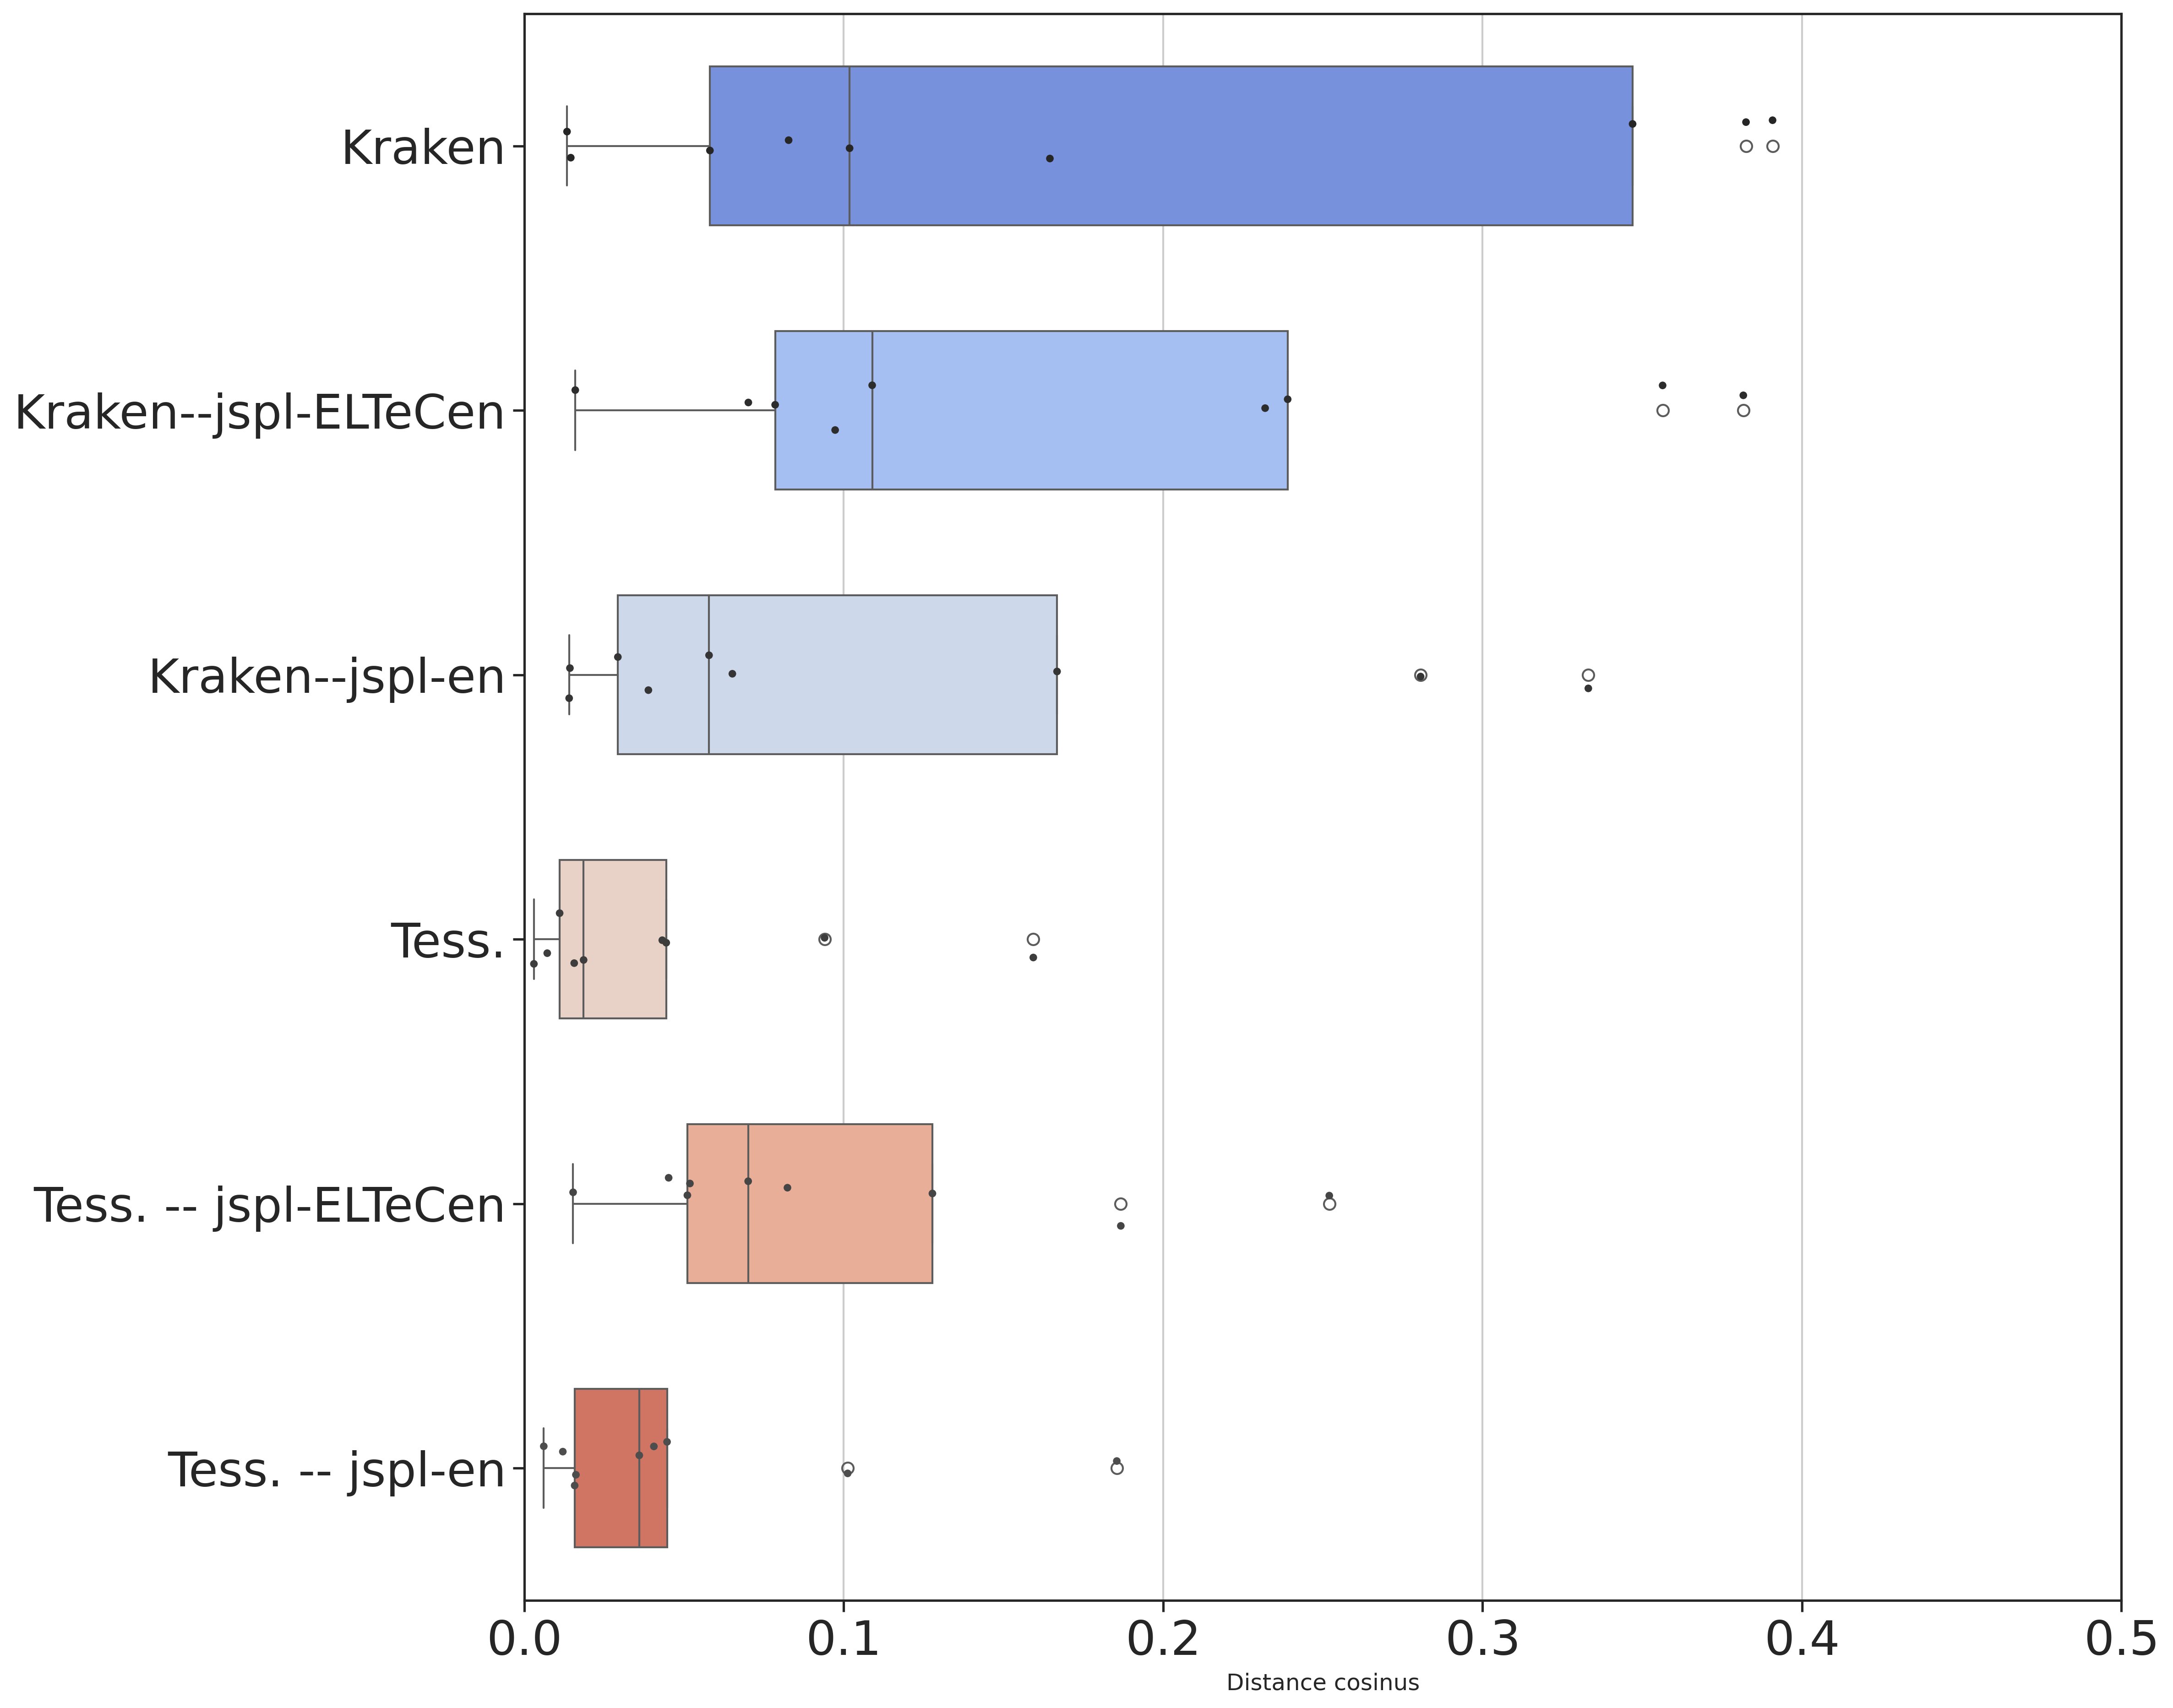 Kraken
Kraken--jspl-ELTeCen
Kraken--jspl-en
Tess.
Tess. -- jspl-ELTeCen
Tess. -- jspl-en
0.0 0.1 0.2 0.3 0.4 0.5
Distance cosinus